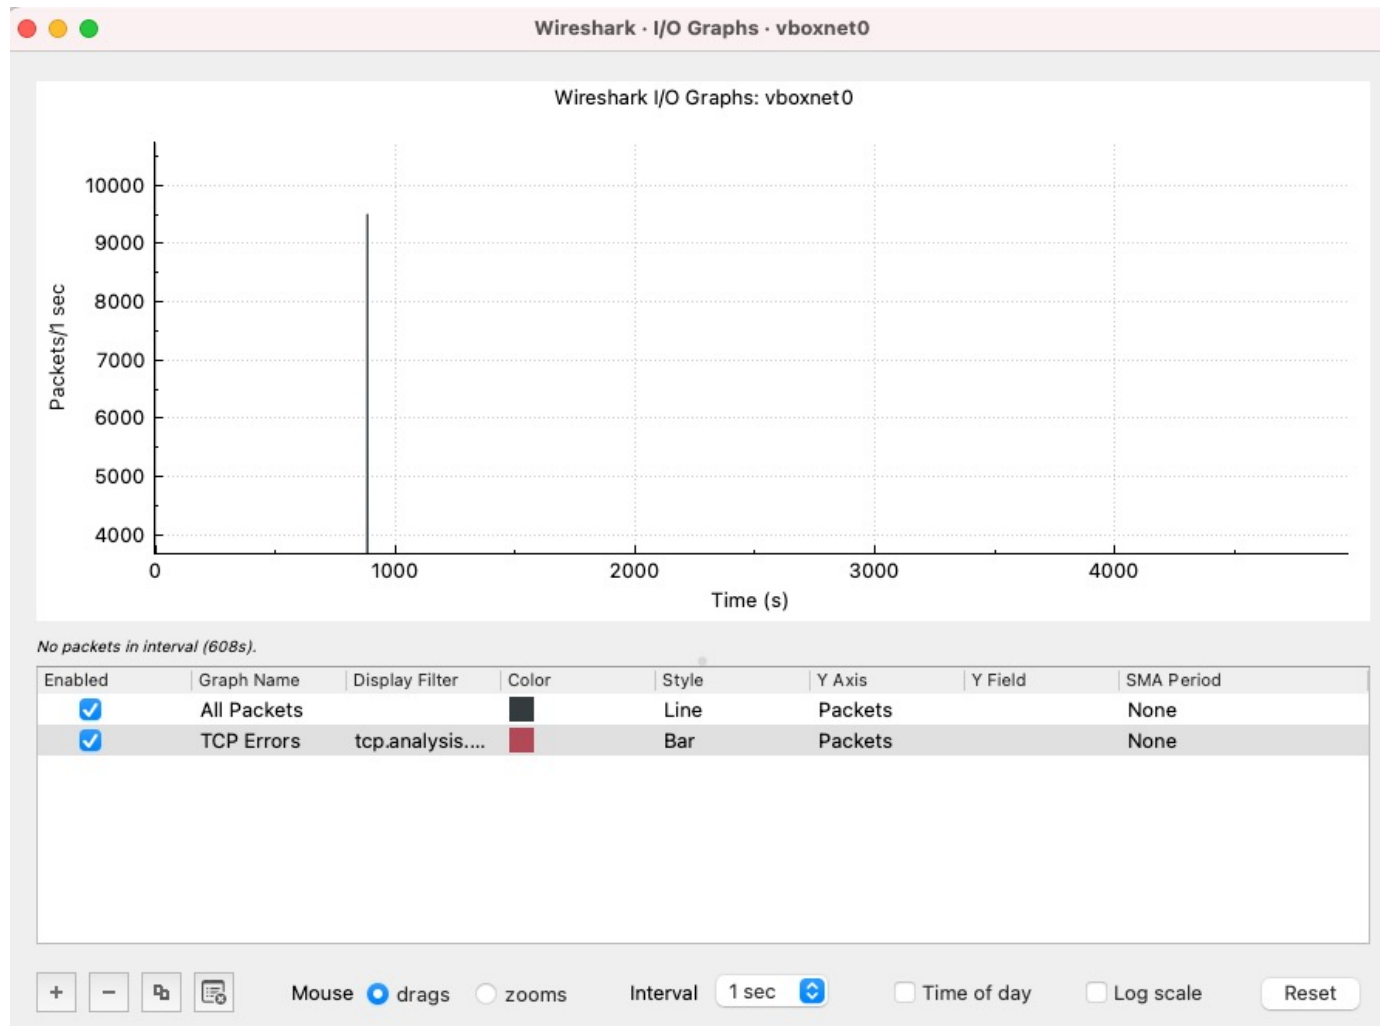 Wireshark · I/O Graphs · vboxnet0
Wireshark I/O Graphs: vboxnet0
Packets/1 sec
10000
9000
8000
7000
6000
5000
4000
0 1000 2000 3000 4000
Time (s)
No packets in interval (608s).
Enabled Graph Name Display Filter Color Style Y Axis Y Field SMA Period
All Packets Line Packets None
TCP Errors tcp.analysis.... Bar Packets None
+ − Mouse drags zooms Interval 1 sec Time of day Log scale Reset